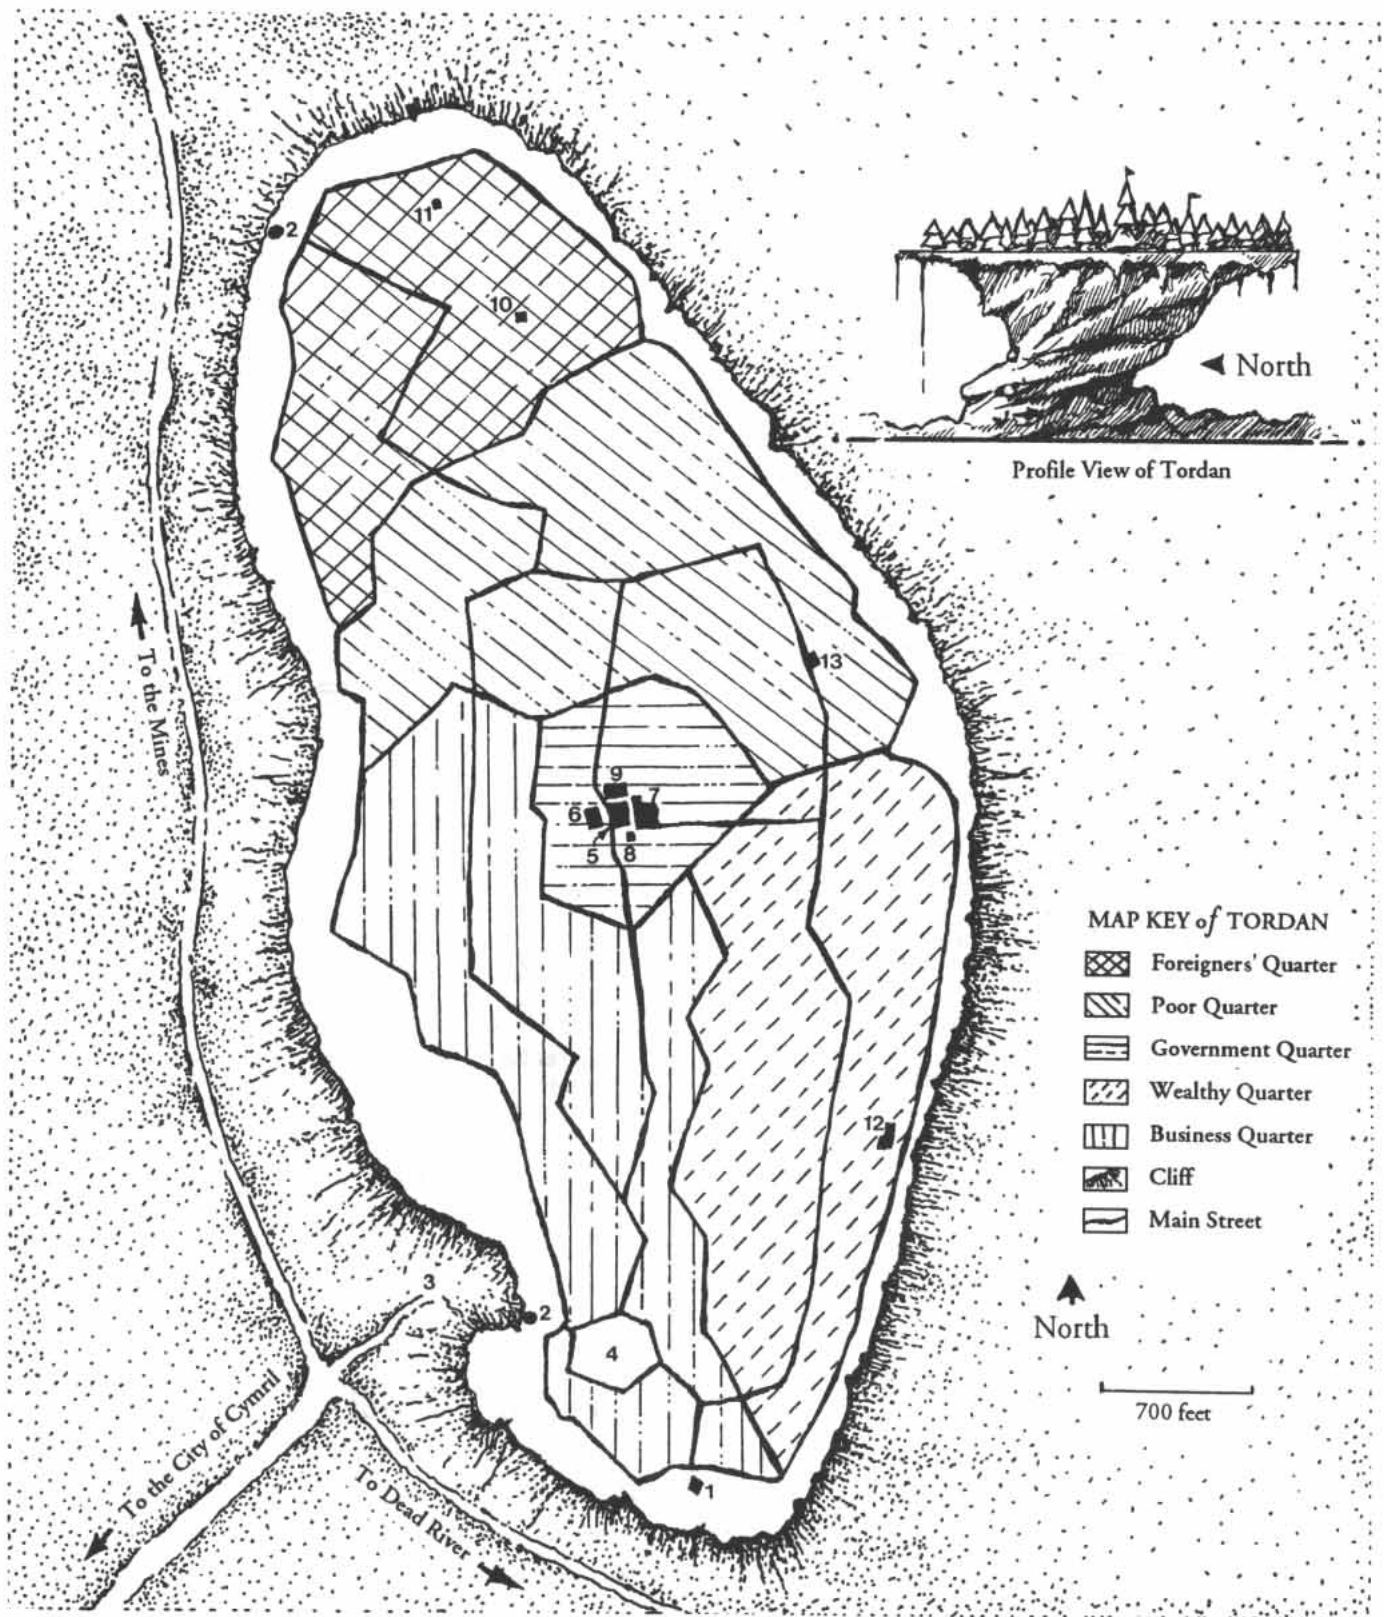 2
11
10
North
Profile View of Tordan
To the Mines
13
9
7
6
5
8
MAP KEY of TORDAN
Foreigners' Quarter
Poor Quarter
Government Quarter
Wealthy Quarter
Business Quarter
Cliff
Main Street
12
3
2
4
North
700 feet
To the City of Cymril
To Dead River
1